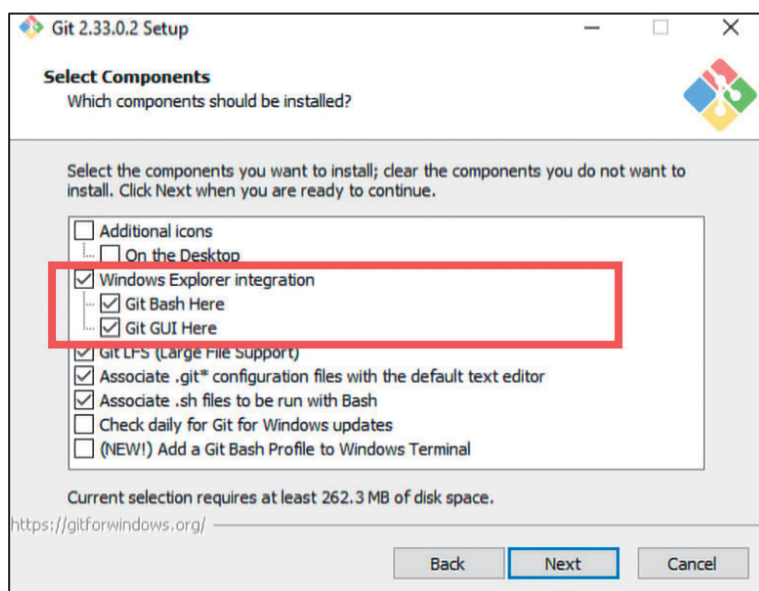 Git 2.33.0.2 Setup
Select Components
Which components should be installed?
Select the components you want to install; clear the components you do not want to
install. Click Next when you are ready to continue.
Additional icons
On the Desktop
Windows Explorer integration
Git Bash Here
Git GUI Here
Git LFS (Large File Support)
Associate .git* configuration files with the default text editor
Associate .sh files to be run with Bash
Check daily for Git for Windows updates
(NEW!) Add a Git Bash Profile to Windows Terminal
Current selection requires at least 262.3 MB of disk space.
https://gitforwindows.org/
Back Next Cancel